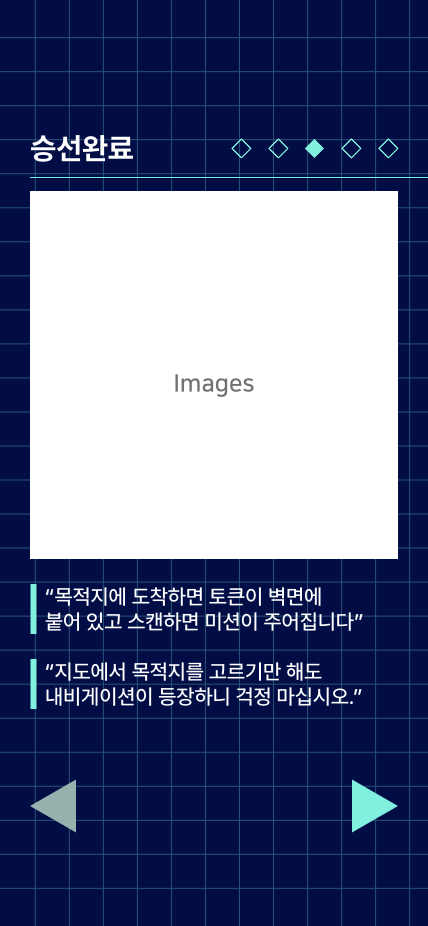 승선완료
Images
“목적지에 도착하면 토큰이 벽면에
붙어 있고 스캔하면 미션이 주어집니다”
“지도에서 목적지를 고르기만 해도
내비게이션이 등장하니 걱정 마십시오.”